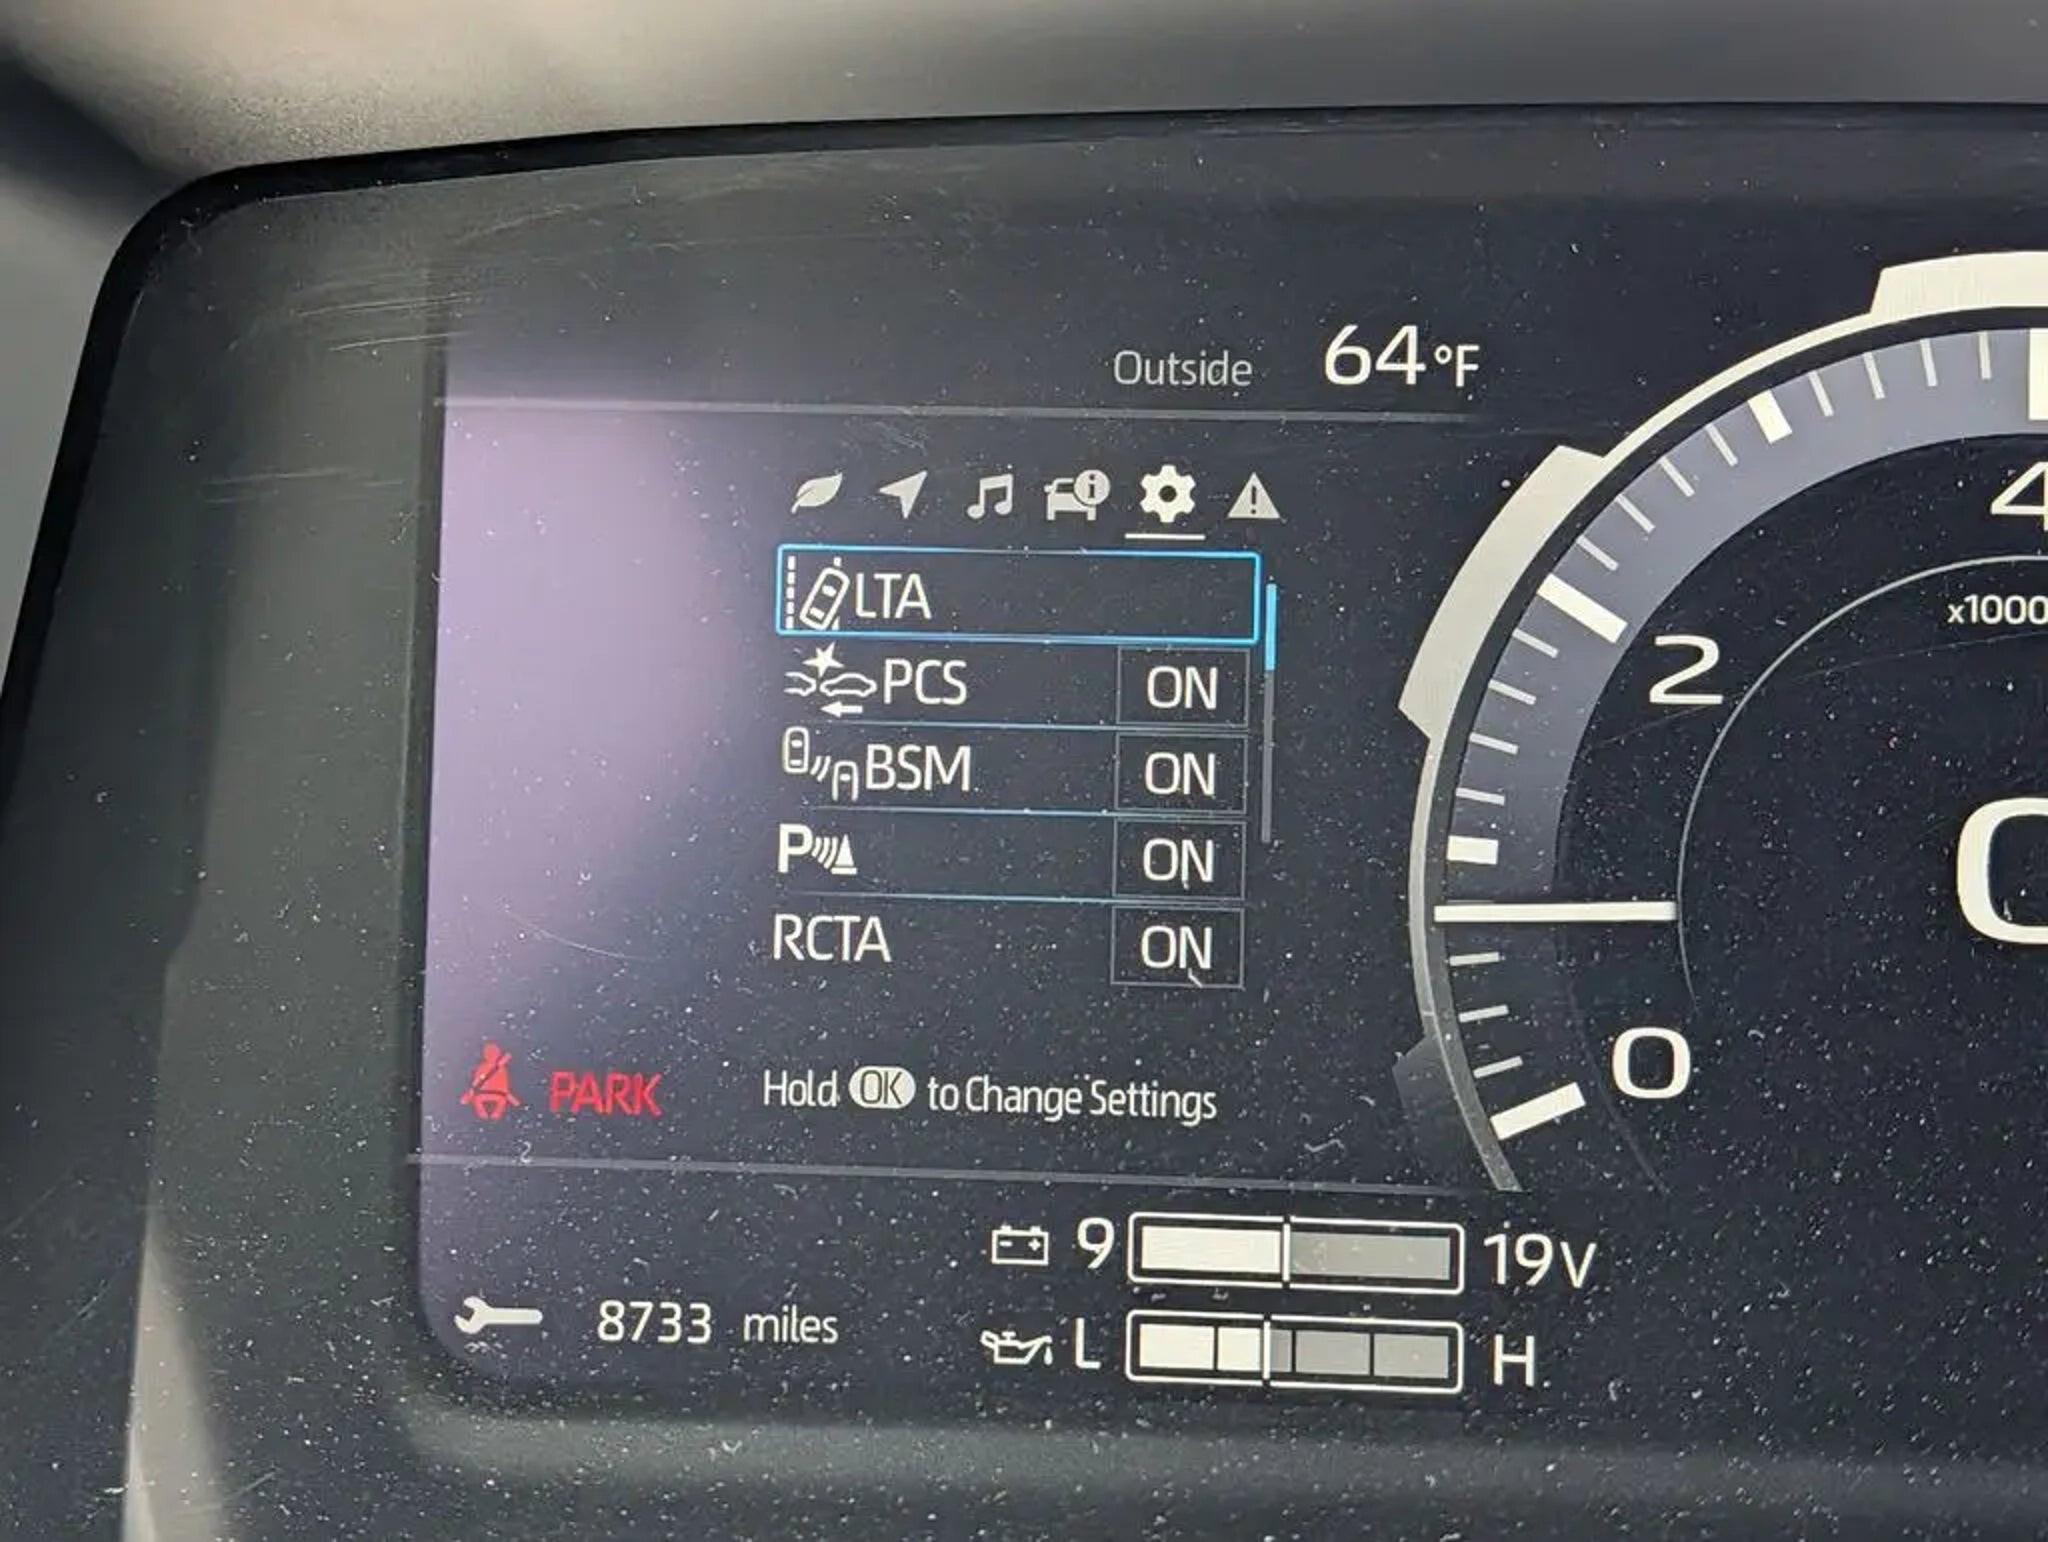 Outside 64°F
LTA
PCS ON
BSM ON
P ON
RCTA ON
PARK Hold OK to Change Settings
9 19V
8733 miles
L H
4
x1000
2
0
0